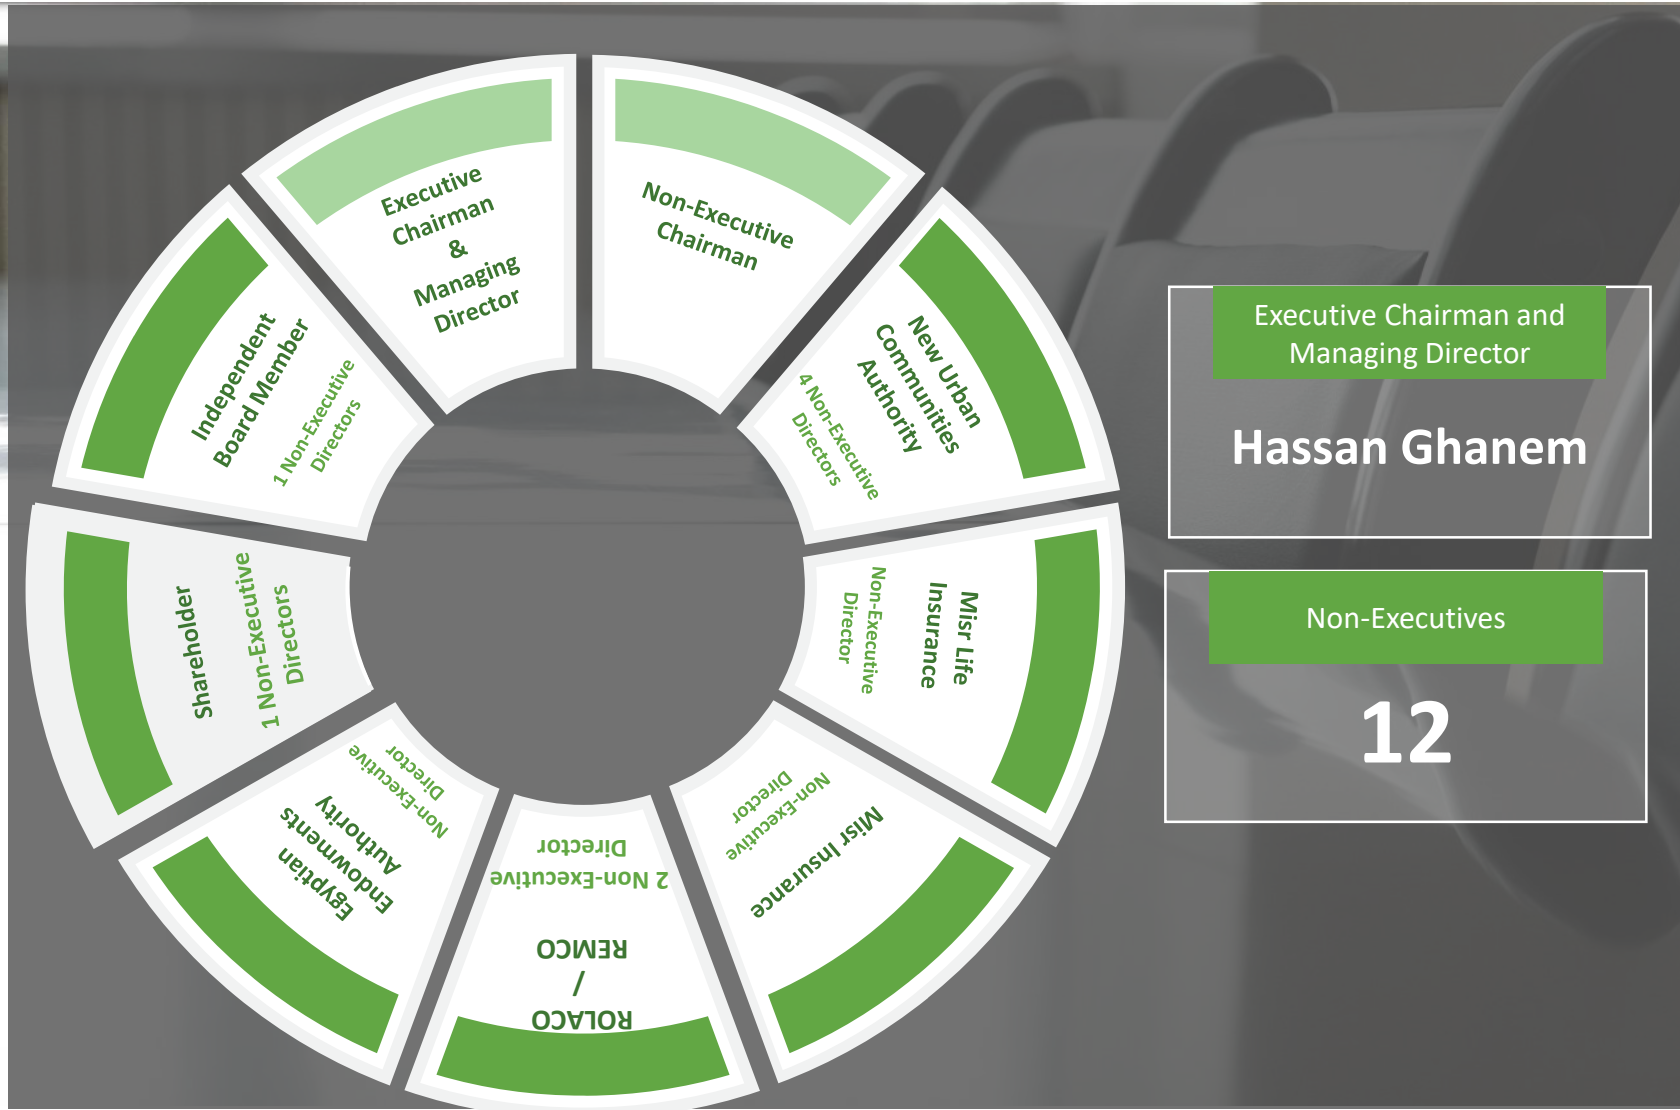 Executive
Chairman
&
Managing
Director
Non-Executive
Chairman
New Urban
Communities
Authority
4 Non-Executive
Directors
Misr Life
Insurance
Non-Executive
Director
Misr Insurance
Non-Executive
Director
ROLACO
/
REMCO
2 Non-Executive
Director
Egyptian
Endowments
Authority
Non-Executive
Director
Shareholder
1 Non-Executive
Directors
Independent
Board Member
1 Non-Executive
Directors
Executive Chairman and
Managing Director
Hassan Ghanem
Non-Executives
12